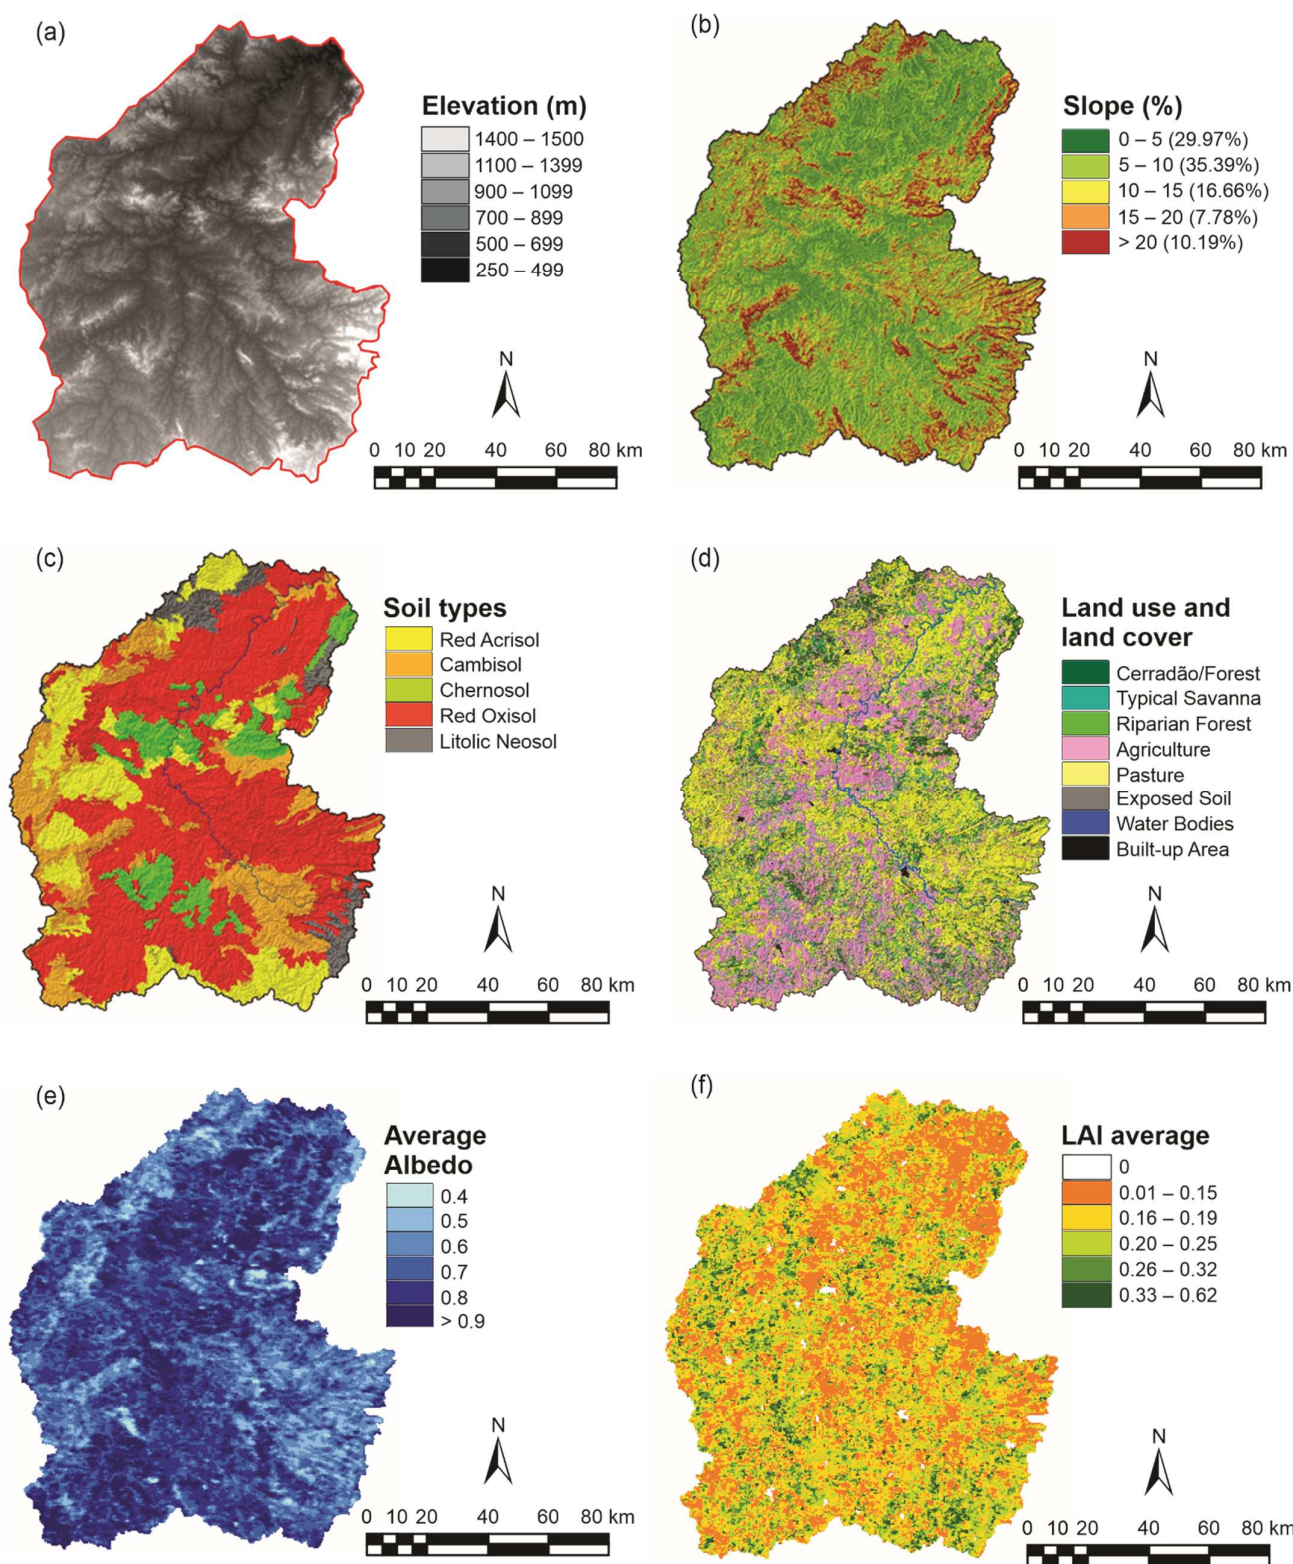 (a)
Elevation (m)
1400 – 1500
1100 – 1399
900 – 1099
700 – 899
500 – 699
250 – 499
N
0 10 20 40 60 80 km
(b)
Slope (%)
0 – 5 (29.97%)
5 – 10 (35.39%)
10 – 15 (16.66%)
15 – 20 (7.78%)
> 20 (10.19%)
N
0 10 20 40 60 80 km
(c)
Soil types
Red Acrisol
Cambisol
Chernosol
Red Oxisol
Litolic Neosol
N
0 10 20 40 60 80 km
(d)
Land use and
land cover
Cerradão/Forest
Typical Savanna
Riparian Forest
Agriculture
Pasture
Exposed Soil
Water Bodies
Built-up Area
N
0 10 20 40 60 80 km
(e)
Average
Albedo
0.4
0.5
0.6
0.7
0.8
> 0.9
N
0 10 20 40 60 80 km
(f)
LAI average
0
0.01 – 0.15
0.16 – 0.19
0.20 – 0.25
0.26 – 0.32
0.33 – 0.62
N
0 10 20 40 60 80 km